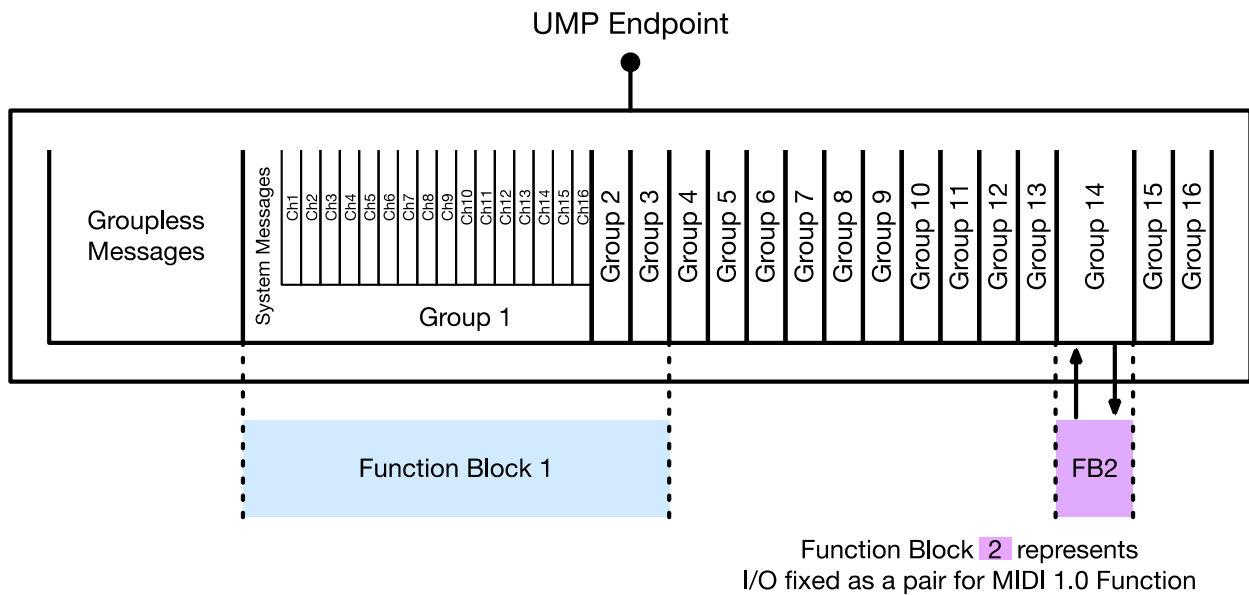 UMP Endpoint
Groupless
Messages
System Messages
Ch1
Ch2
Ch3
Ch4
Ch5
Ch6
Ch7
Ch8
Ch9
Ch10
Ch11
Ch12
Ch13
Ch14
Ch15
Ch16
Group 1
Group 2
Group 3
Group 4
Group 5
Group 6
Group 7
Group 8
Group 9
Group 10
Group 11
Group 12
Group 13
Group 14
Group 15
Group 16
Function Block 1
FB2
Function Block 2 represents
I/O fixed as a pair for MIDI 1.0 Function